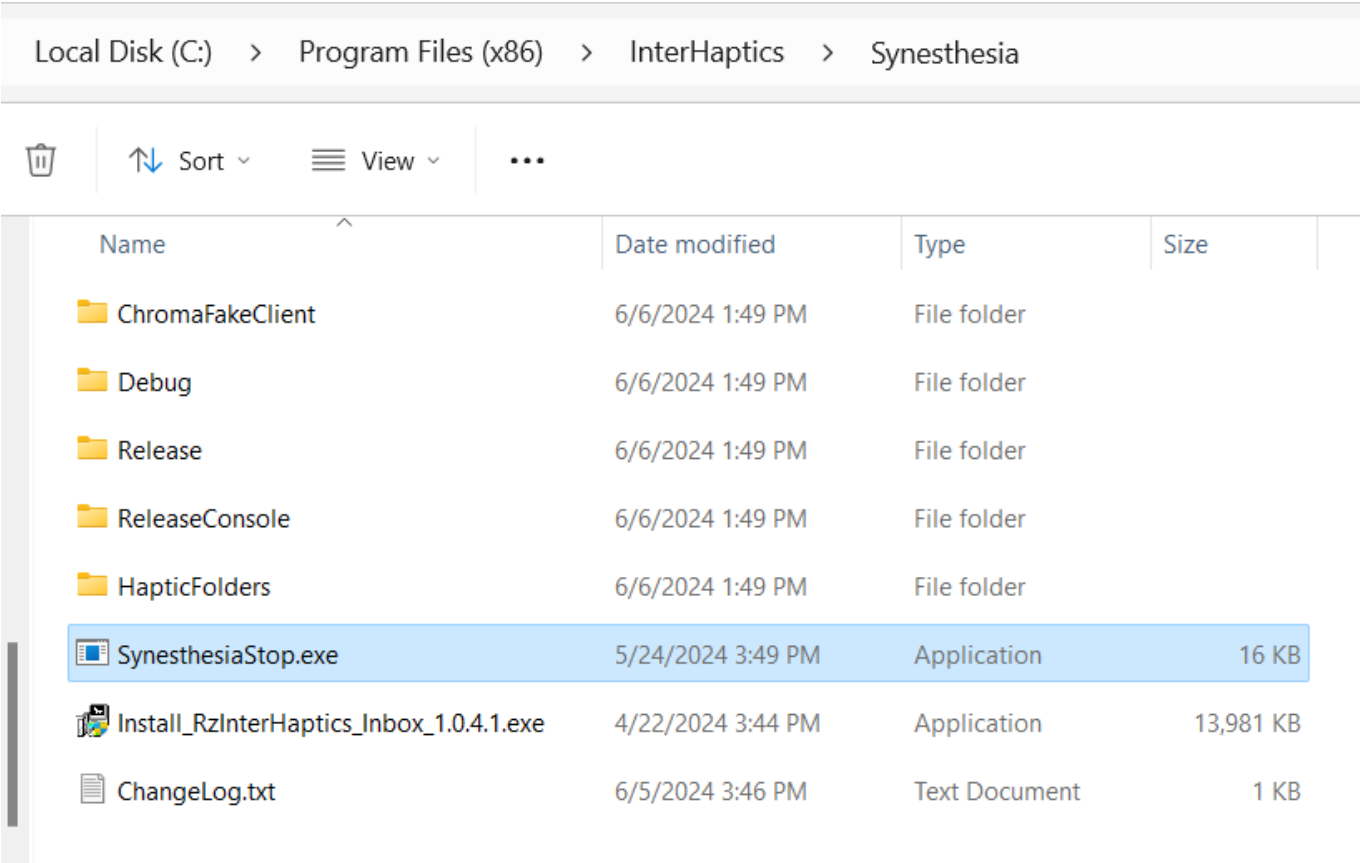 Local Disk (C:) > Program Files (x86) > InterHaptics > Synesthesia
Sort View •••
Name Date modified Type Size
ChromaFakeClient 6/6/2024 1:49 PM File folder
Debug 6/6/2024 1:49 PM File folder
Release 6/6/2024 1:49 PM File folder
ReleaseConsole 6/6/2024 1:49 PM File folder
HapticFolders 6/6/2024 1:49 PM File folder
SynesthesiaStop.exe 5/24/2024 3:49 PM Application 16 KB
Install_RzInterHaptics_Inbox_1.0.4.1.exe 4/22/2024 3:44 PM Application 13,981 KB
ChangeLog.txt 6/5/2024 3:46 PM Text Document 1 KB